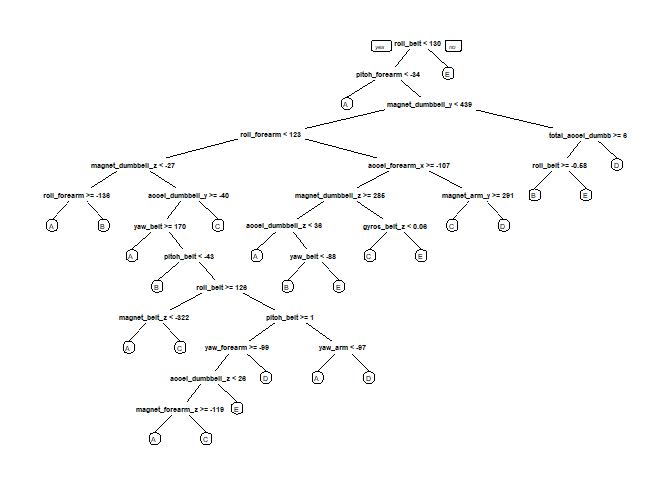 yes roll_belt < 130 no
pitch_forearm < -34 E
A magnet_dumbbell_y < 439
roll_forearm < 123 total_accel_dumbb >= 6
magnet_dumbbell_z < -27 accel_forearm_x >= -107 roll_belt >= -0.58 D
roll_forearm >= -136 accel_dumbbell_y >= -40 magnet_dumbbell_z >= 285 magnet_arm_y >= 291 B E
A B yaw_belt >= 170 C accel_dumbbell_z < 36 gyros_belt_z < 0.06 C D
A pitch_belt < -43 A yaw_belt < -88 C E
B roll_belt >= 126 B E
magnet_belt_z < -322 pitch_belt >= 1
A C yaw_forearm >= -99 yaw_arm < -97
accel_dumbbell_z < 26 D A D
magnet_forearm_z >= -119 E
A C